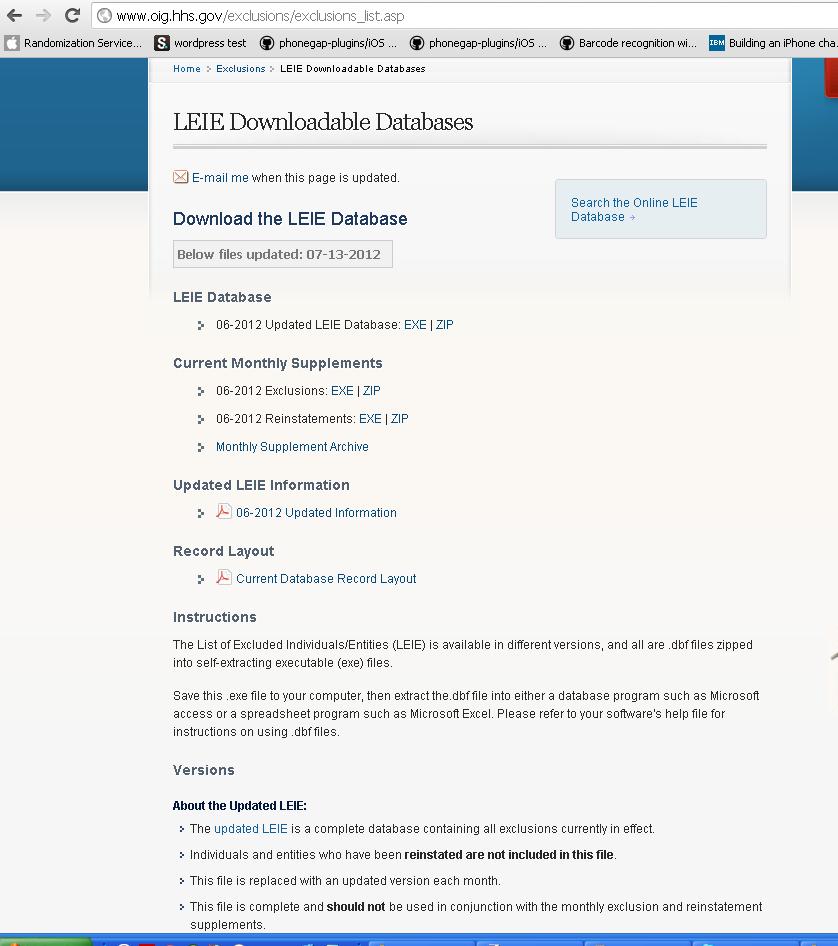 www.oig.hhs.gov/exclusions/exclusions_list.asp
Randomization Service... wordpress test phonegap-plugins/iOS ... phonegap-plugins/iOS ... Barcode recognition wi... IBM Building an iPhone cha
Home > Exclusions > LEIE Downloadable Databases
LEIE Downloadable Databases
E-mail me when this page is updated.
Search the Online LEIE
Database
Download the LEIE Database
Below files updated: 07-13-2012
LEIE Database
06-2012 Updated LEIE Database: EXE | ZIP
Current Monthly Supplements
06-2012 Exclusions: EXE | ZIP
06-2012 Reinstatements: EXE | ZIP
Monthly Supplement Archive
Updated LEIE Information
06-2012 Updated Information
Record Layout
Current Database Record Layout
Instructions
The List of Excluded Individuals/Entities (LEIE) is available in different versions, and all are .dbf files zipped
into self-extracting executable (exe) files.
Save this .exe file to your computer, then extract the.dbf file into either a database program such as Microsoft
access or a spreadsheet program such as Microsoft Excel. Please refer to your software's help file for
instructions on using .dbf files.
Versions
About the Updated LEIE:
The updated LEIE is a complete database containing all exclusions currently in effect.
Individuals and entities who have been reinstated are not included in this file.
This file is replaced with an updated version each month.
This file is complete and should not be used in conjunction with the monthly exclusion and reinstatement
supplements.